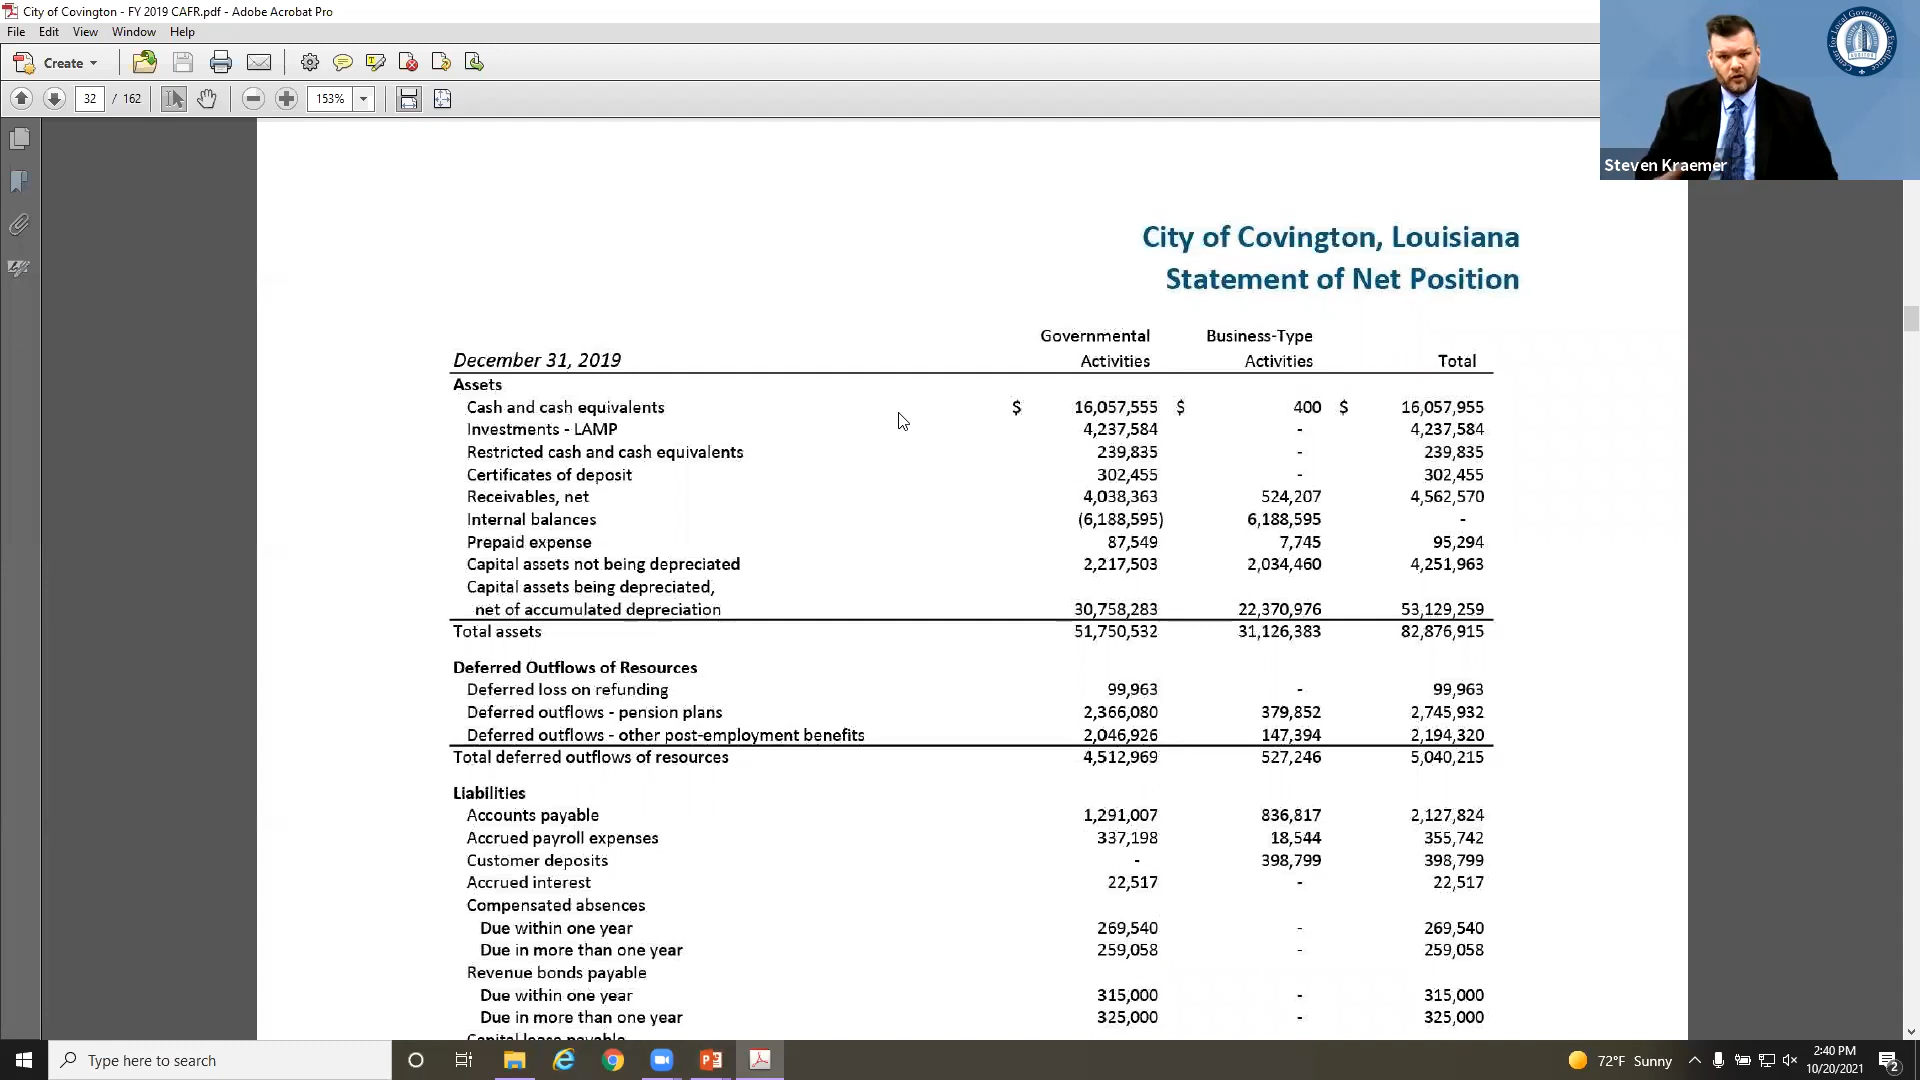 City of Covington - FY 2019 CAFR.pdf - Adobe Acrobat Pro
File Edit View Window Help
Create
32 / 162 153%
Steven Kraemer
City of Covington, Louisiana
Statement of Net Position
Governmental Business-Type
December 31, 2019 Activities Activities Total
Assets
Cash and cash equivalents $ 16,057,555 $ 400 $ 16,057,955
Investments - LAMP 4,237,584 - 4,237,584
Restricted cash and cash equivalents 239,835 - 239,835
Certificates of deposit 302,455 - 302,455
Receivables, net 4,038,363 524,207 4,562,570
Internal balances (6,188,595) 6,188,595 -
Prepaid expense 87,549 7,745 95,294
Capital assets not being depreciated 2,217,503 2,034,460 4,251,963
Capital assets being depreciated,
net of accumulated depreciation 30,758,283 22,370,976 53,129,259
Total assets 51,750,532 31,126,383 82,876,915
Deferred Outflows of Resources
Deferred loss on refunding 99,963 - 99,963
Deferred outflows - pension plans 2,366,080 379,852 2,745,932
Deferred outflows - other post-employment benefits 2,046,926 147,394 2,194,320
Total deferred outflows of resources 4,512,969 527,246 5,040,215
Liabilities
Accounts payable 1,291,007 836,817 2,127,824
Accrued payroll expenses 337,198 18,544 355,742
Customer deposits - 398,799 398,799
Accrued interest 22,517 - 22,517
Compensated absences
Due within one year 269,540 - 269,540
Due in more than one year 259,058 - 259,058
Revenue bonds payable
Due within one year 315,000 - 315,000
Due in more than one year 325,000 - 325,000
Type here to search
72°F Sunny
2:40 PM
10/20/2021
2